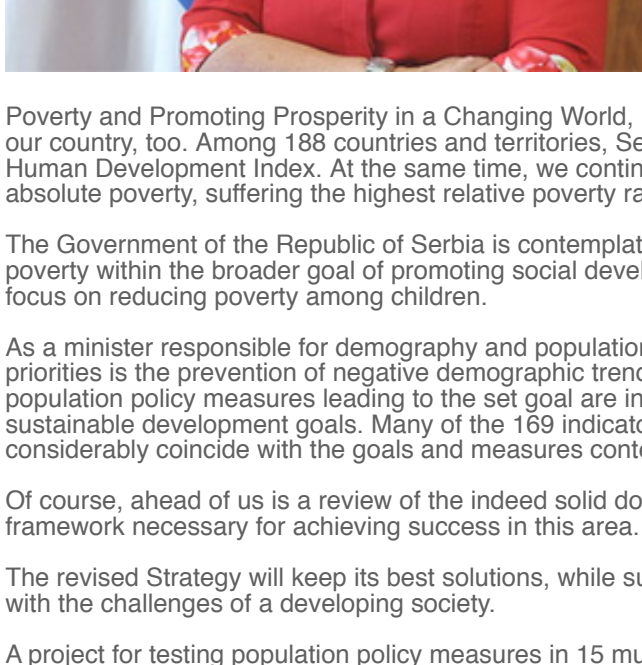 Poverty and Promoting Prosperity in a Changing World,
our country, too. Among 188 countries and territories, Se
Human Development Index. At the same time, we contin
absolute poverty, suffering the highest relative poverty ra
The Government of the Republic of Serbia is contemplat
poverty within the broader goal of promoting social devel
focus on reducing poverty among children.
As a minister responsible for demography and population
priorities is the prevention of negative demographic trend
population policy measures leading to the set goal are in
sustainable development goals. Many of the 169 indicato
considerably coincide with the goals and measures conte
Of course, ahead of us is a review of the indeed solid do
framework necessary for achieving success in this area.
The revised Strategy will keep its best solutions, while su
with the challenges of a developing society.
A project for testing population policy measures in 15 mu